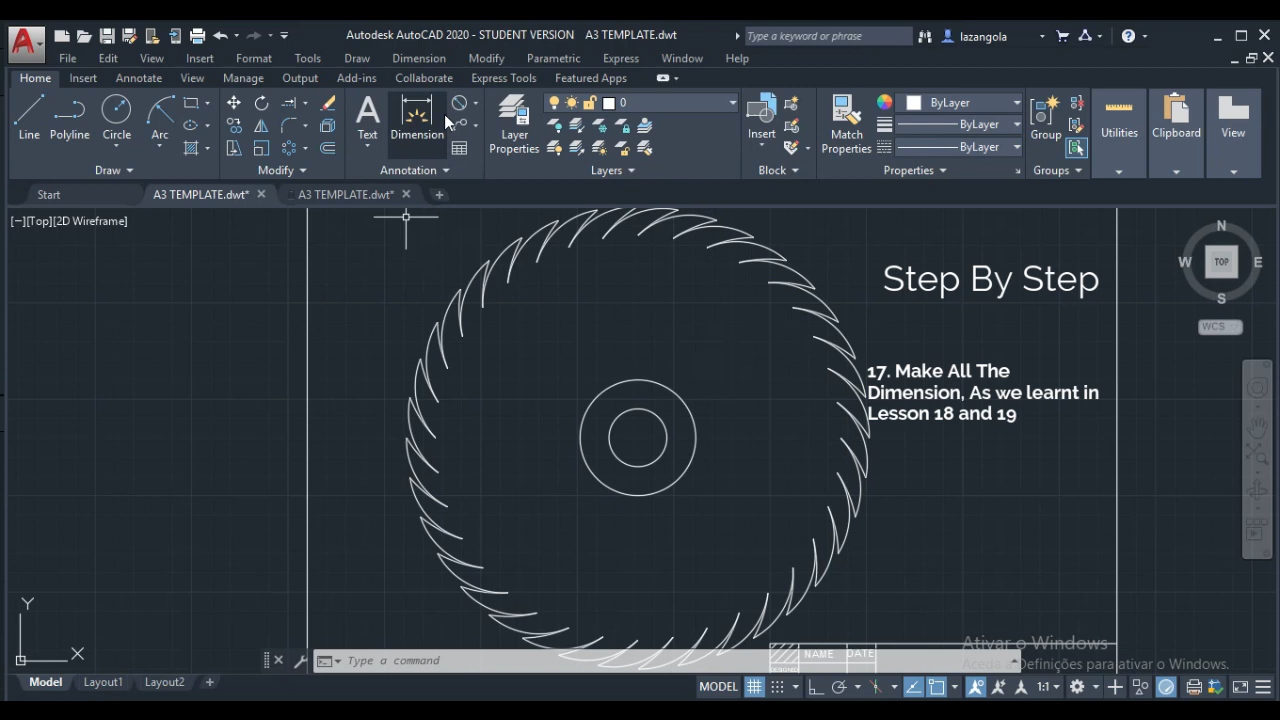 Autodesk AutoCAD 2020 - STUDENT VERSION A3 TEMPLATE.dwt
Type a keyword or phrase
lazangola
File Edit View Insert Format Tools Draw Dimension Modify Parametric Express Window Help
Home Insert Annotate View Manage Output Add-ins Collaborate Express Tools Featured Apps
Line Polyline Circle Arc
Text Dimension
Layer Properties
0
Insert
Match Properties
ByLayer
ByLayer
ByLayer
Group
Utilities
Clipboard
View
Draw Modify Annotation Layers Block Properties Groups
Start A3 TEMPLATE.dwt* A3 TEMPLATE.dwt*
[−][Top][2D Wireframe]
N
W TOP E
S
WCS
Step By Step
17. Make All The
Dimension, As we learnt in
Lesson 18 and 19
Y
X
NAME DATE
DESIGNED
Type a command
Ativar o Windows
Aceda a Definições para ativar o Windows.
Model Layout1 Layout2
MODEL 1:1